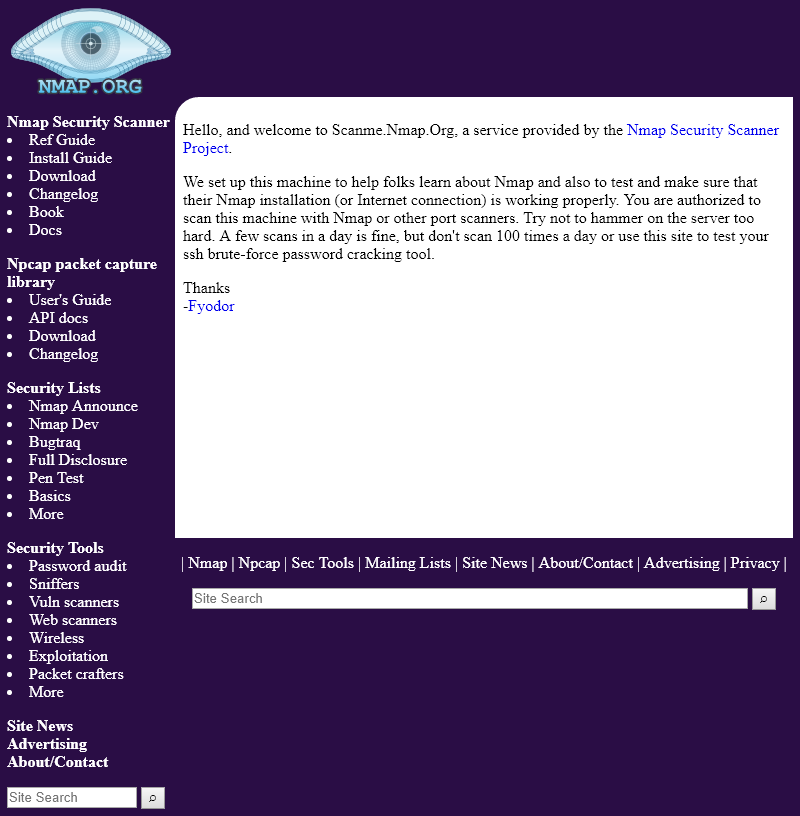 NMAP.ORG
Nmap Security Scanner
• Ref Guide
• Install Guide
• Download
• Changelog
• Book
• Docs
Npcap packet capture
library
• User's Guide
• API docs
• Download
• Changelog
Security Lists
• Nmap Announce
• Nmap Dev
• Bugtraq
• Full Disclosure
• Pen Test
• Basics
• More
Security Tools
• Password audit
• Sniffers
• Vuln scanners
• Web scanners
• Wireless
• Exploitation
• Packet crafters
• More
Site News
Advertising
About/Contact
Site Search
Hello, and welcome to Scanme.Nmap.Org, a service provided by the Nmap Security Scanner
Project.
We set up this machine to help folks learn about Nmap and also to test and make sure that
their Nmap installation (or Internet connection) is working properly. You are authorized to
scan this machine with Nmap or other port scanners. Try not to hammer on the server too
hard. A few scans in a day is fine, but don't scan 100 times a day or use this site to test your
ssh brute-force password cracking tool.
Thanks
-Fyodor
| Nmap | Npcap | Sec Tools | Mailing Lists | Site News | About/Contact | Advertising | Privacy |
Site Search